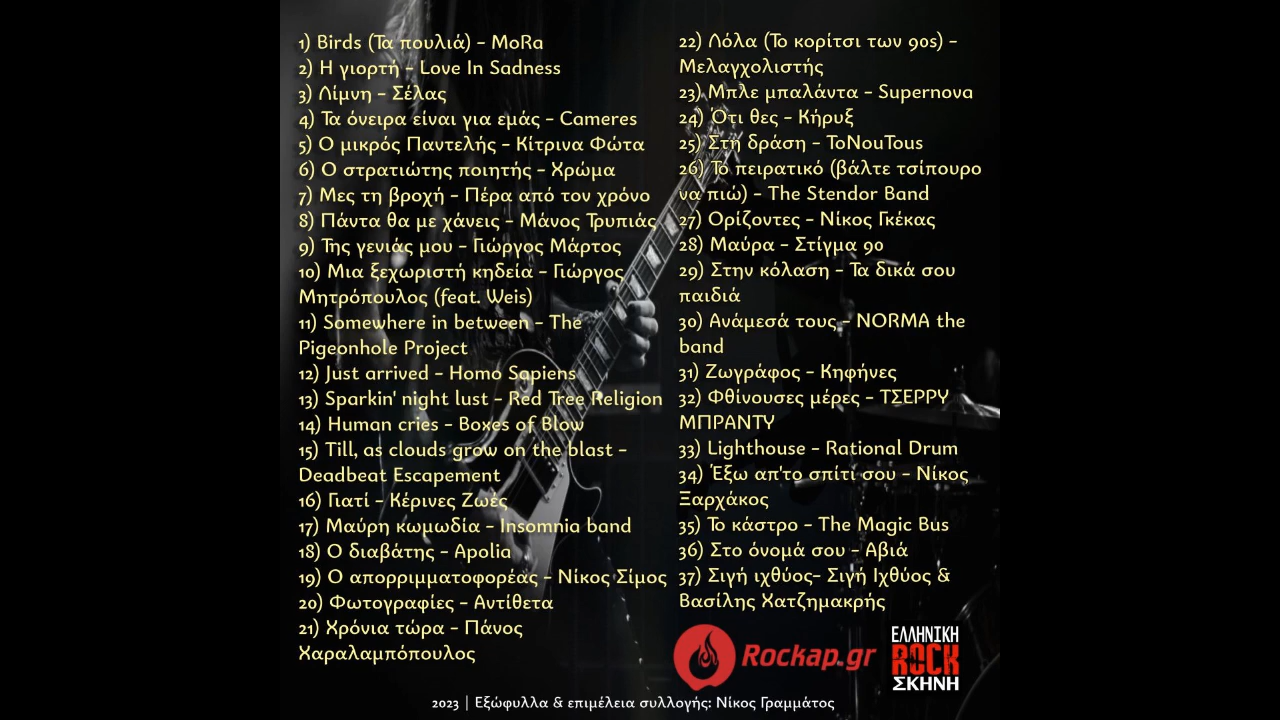 1) Birds (Τα πουλιά) - MoRa
2) Η γιορτή - Love In Sadness
3) Λίμνη - Σέλας
4) Τα όνειρα είναι για εμάς - Cameres
5) Ο μικρός Παντελής - Κίτρινα Φώτα
6) Ο στρατιώτης ποιητής - Χρώμα
7) Μες τη βροχή - Πέρα από τον χρόνο
8) Πάντα θα με χάνεις - Μάνος Τρυπιάς
9) Της γενιάς μου - Γιώργος Μάρτος
10) Μια ξεχωριστή κηδεία - Γιώργος
Μητρόπουλος (feat. Weis)
11) Somewhere in between - The
Pigeonhole Project
12) Just arrived - Homo Sapiens
13) Sparkin' night lust - Red Tree Religion
14) Human cries - Boxes of Blow
15) Till, as clouds grow on the blast -
Deadbeat Escapement
16) Γιατί - Κέρινες Ζωές
17) Μαύρη κωμωδία - Insomnia band
18) Ο διαβάτης - Apolia
19) Ο απορριμματοφορέας - Νίκος Σίμος
20) Φωτογραφίες - Αντίθετα
21) Χρόνια τώρα - Πάνος
Χαραλαμπόπουλος
22) Λόλα (Το κορίτσι των 90s) -
Μελαγχολιστής
23) Μπλε μπαλάντα - Supernova
24) Ότι θες - Κήρυξ
25) Στη δράση - ToNouTous
26) Το πειρατικό (βάλτε τσίπουρο
να πιώ) - The Stendor Band
27) Ορίζοντες - Νίκος Γκέκας
28) Μαύρα - Στίγμα 90
29) Στην κόλαση - Τα δικά σου
παιδιά
30) Ανάμεσά τους - NORMA the
band
31) Ζωγράφος - Κηφήνες
32) Φθίνουσες μέρες - ΤΣΕΡΡΥ
ΜΠΡΑΝΤΥ
33) Lighthouse - Rational Drum
34) Έξω απ'το σπίτι σου - Νίκος
Ξαρχάκος
35) Το κάστρο - The Magic Bus
36) Στο όνομά σου - Αβιά
37) Σιγή ιχθύος- Σιγή Ιχθύος &
Βασίλης Χατζημακρής
Rockap.gr
ΕΛΛΗΝΙΚΗ
ROCK
ΣΚΗΝΗ
2023 | Εξώφυλλα & επιμέλεια συλλογής: Νίκος Γραμμάτος